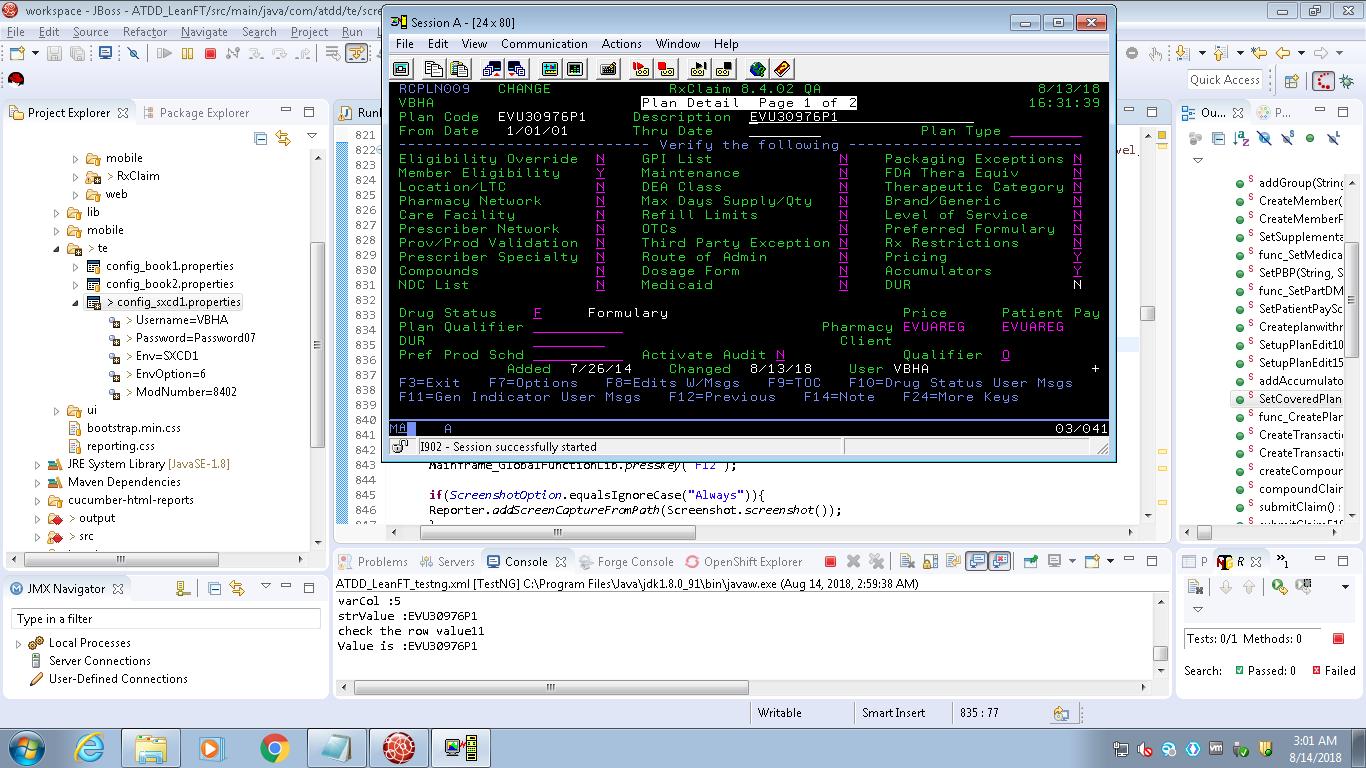 workspace - JBoss - ATDD_LeanFT/src/main/java/com/atdd/te/scr
File Edit Source Refactor Navigate Search Project Run
Quick Access
Project Explorer Package Explorer
mobile
> RxClaim
web
lib
mobile
> te
config_book1.properties
config_book2.properties
> config_sxcd1.properties
> Username=VBHA
> Password=Password07
> Env=SXCD1
> EnvOption=6
> ModNumber=8402
ui
bootstrap.min.css
reporting.css
JRE System Library [JavaSE-1.8]
Maven Dependencies
cucumber-html-reports
> output
> src
Session A - [24 x 80]
File Edit View Communication Actions Window Help
RCPLN009 CHANGE RxClaim 8.4.02 QA 8/13/18
VBHA Plan Detail Page 1 of 2 16:31:39
Plan Code EVU30976P1 Description EVU30976P1
From Date 1/01/01 Thru Date Plan Type
Verify the following
Eligibility Override N GPI List N Packaging Exceptions N
Member Eligibility Y Maintenance N FDA Thera Equiv N
Location/LTC N DEA Class N Therapeutic Category N
Pharmacy Network N Max Days Supply/Qty N Brand/Generic N
Care Facility N Refill Limits N Level of Service N
Prescriber Network N OTCs N Preferred Formulary N
Prov/Prod Validation N Third Party Exception N Rx Restrictions N
Prescriber Specialty N Route of Admin N Pricing Y
Compounds N Dosage Form N Accumulators Y
NDC List N Medicaid N DUR N
Drug Status F Formulary Price Patient Pay
Plan Qualifier Pharmacy EVUAREG EVUAREG
DUR Client
Pref Prod Schd Activate Audit N Qualifier O
Added 7/26/14 Changed 8/13/18 User VBHA +
F3=Exit F7=Options F8=Edits W/Msgs F9=TOC F10=Drug Status User Msgs
F11=Gen Indicator User Msgs F12=Previous F14=Note F24=More Keys
MA A 03/041
I902 - Session successfully started
821
822
823
824
825
826
827
828
829
830
831
832
833
834
835
836
837
838
839
840
841
842
843 Mainframe_GlobalFunctionLib.presskey("F12");
844
845 if(ScreenshotOption.equalsIgnoreCase("Always")){
846 Reporter.addScreenCaptureFromPath(Screenshot.screenshot());
Ou...
P...
addGroup(String
CreateMember(
CreateMemberF
SetSupplementa
func_SetMedica
SetPBP(String, S
func_SetPartDM
SetPatientPaySc
Createplanwithr
SetupPlanEdit10
SetupPlanEdit15
addAccumulato
SetCoveredPlan
func_CreatePlan
CreateTransactio
CreateTransactio
createCompour
compoundClain
submitClaim() :
submitClaimF18
JMX Navigator
Type in a filter
Local Processes
Server Connections
User-Defined Connections
Problems Servers Console Forge Console OpenShift Explorer
ATDD_LeanFT_testng.xml [TestNG] C:\Program Files\Java\jdk1.8.0_91\bin\javaw.exe (Aug 14, 2018, 2:59:38 AM)
varCol :5
strValue :EVU30976P1
check the row value11
Value is :EVU30976P1
P R
Tests: 0/1 Methods: 0
Search: Passed: 0 Failed
Writable Smart Insert 835 : 77
3:01 AM
8/14/2018